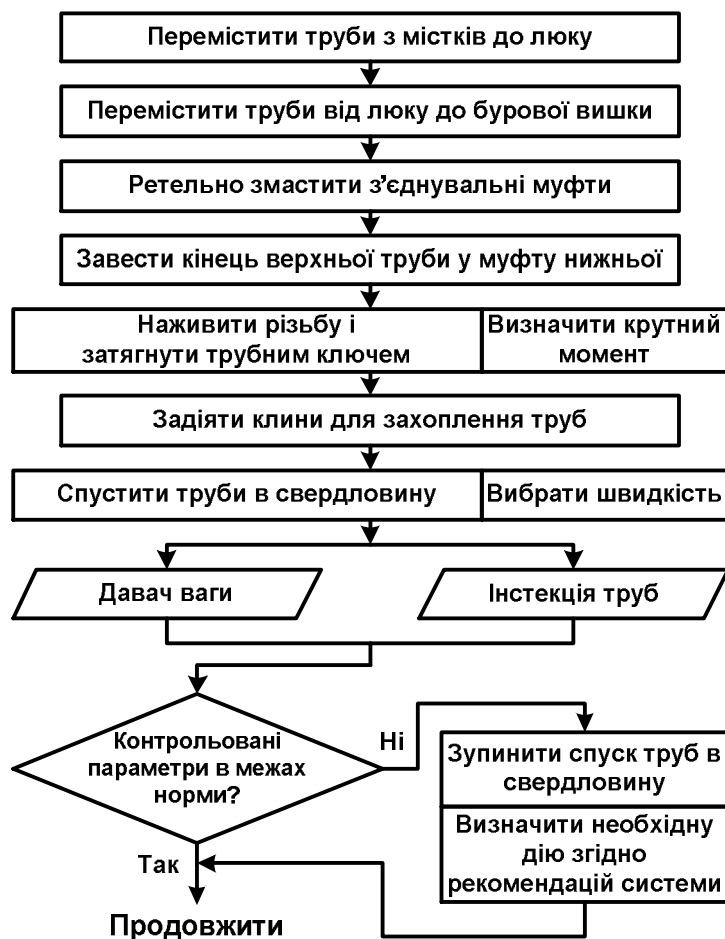 Перемістити труби з містків до люку
Перемістити труби від люку до бурової вишки
Ретельно змастити з'єднувальні муфти
Завести кінець верхньої труби у муфту нижньої
Наживити різьбу і
затягнути трубним ключем
Визначити крутний
момент
Задіяти клини для захоплення труб
Спустити труби в свердловину
Вибрати швидкість
Давач ваги
Інстекція труб
Контрольовані
параметри в межах
норми?
Ні
Зупинити спуск труб в
свердловину
Визначити необхідну
дію згідно
рекомендацій системи
Так
Продовжити